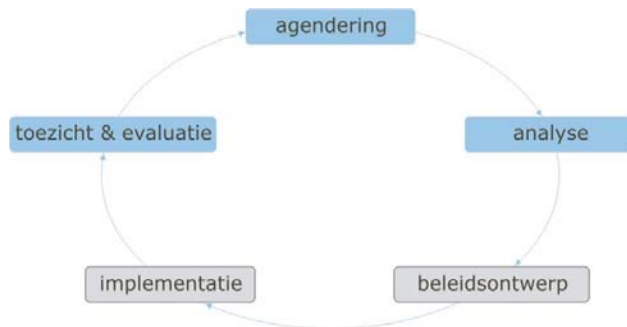 agendering
toezicht & evaluatie
analyse
implementatie
beleidsontwerp